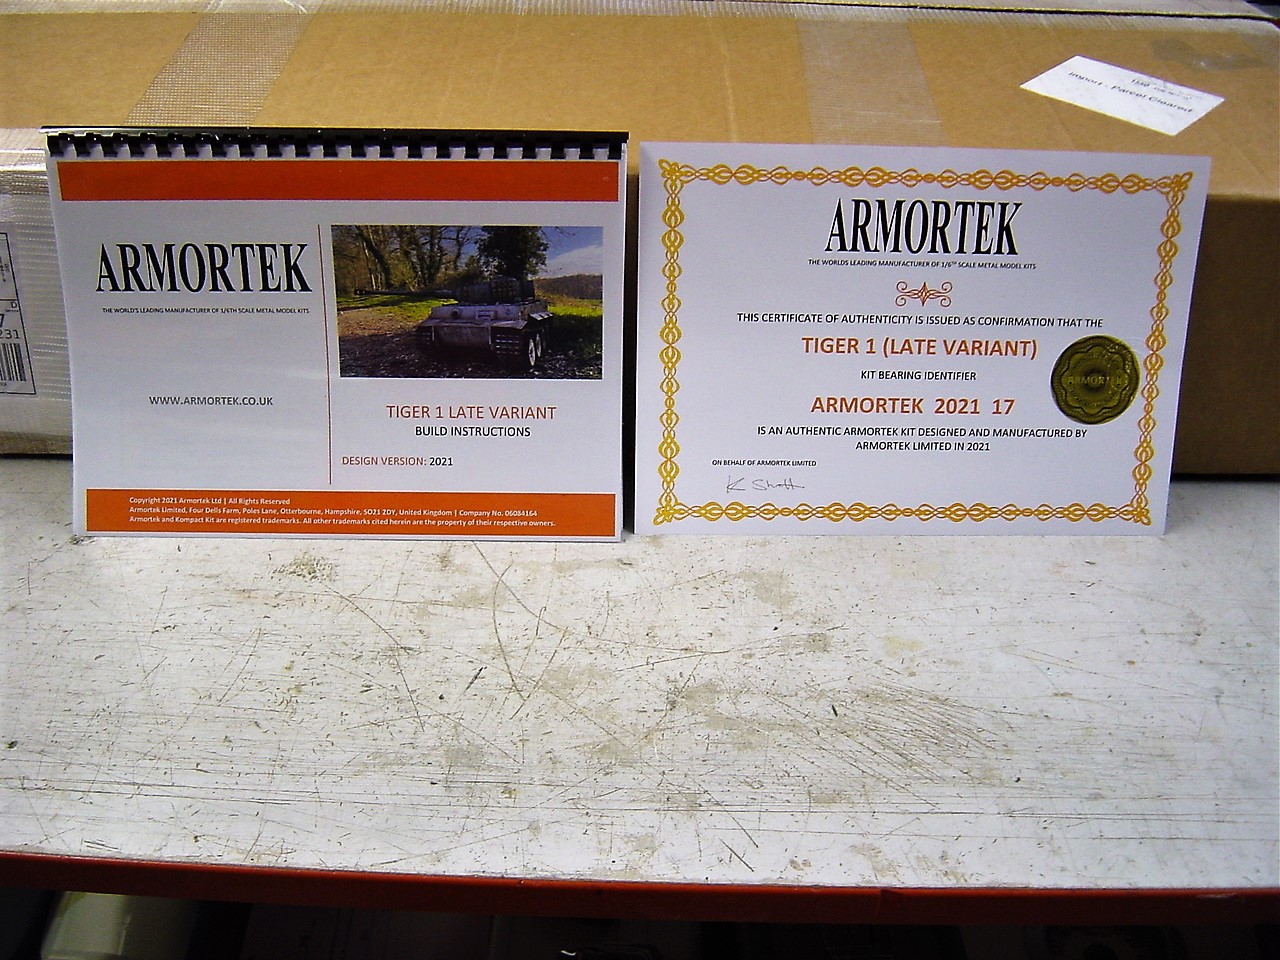 ARMORTEK
THE WORLD'S LEADING MANUFACTURER OF 1/6TH SCALE METAL MODEL KITS
WWW.ARMORTEK.CO.UK
TIGER 1 LATE VARIANT
BUILD INSTRUCTIONS
DESIGN VERSION: 2021
Copyright 2021 Armortek Ltd | All Rights Reserved
Armortek Limited, Four Dells Farm, Poles Lane, Otterbourne, Hampshire, SO21 2DY, United Kingdom | Company No. 06084164
Armortek and Kompact Kit are registered trademarks. All other trademarks cited herein are the property of their respective owners.
ARMORTEK
THE WORLDS LEADING MANUFACTURER OF 1/6TH SCALE METAL MODEL KITS
THIS CERTIFICATE OF AUTHENTICITY IS ISSUED AS CONFIRMATION THAT THE
TIGER 1 (LATE VARIANT)
KIT BEARING IDENTIFIER
ARMORTEK 2021 17
IS AN AUTHENTIC ARMORTEK KIT DESIGNED AND MANUFACTURED BY
ARMORTEK LIMITED IN 2021
ON BEHALF OF ARMORTEK LIMITED
ARMORTEK
Import - Parcel Cleared
7
231